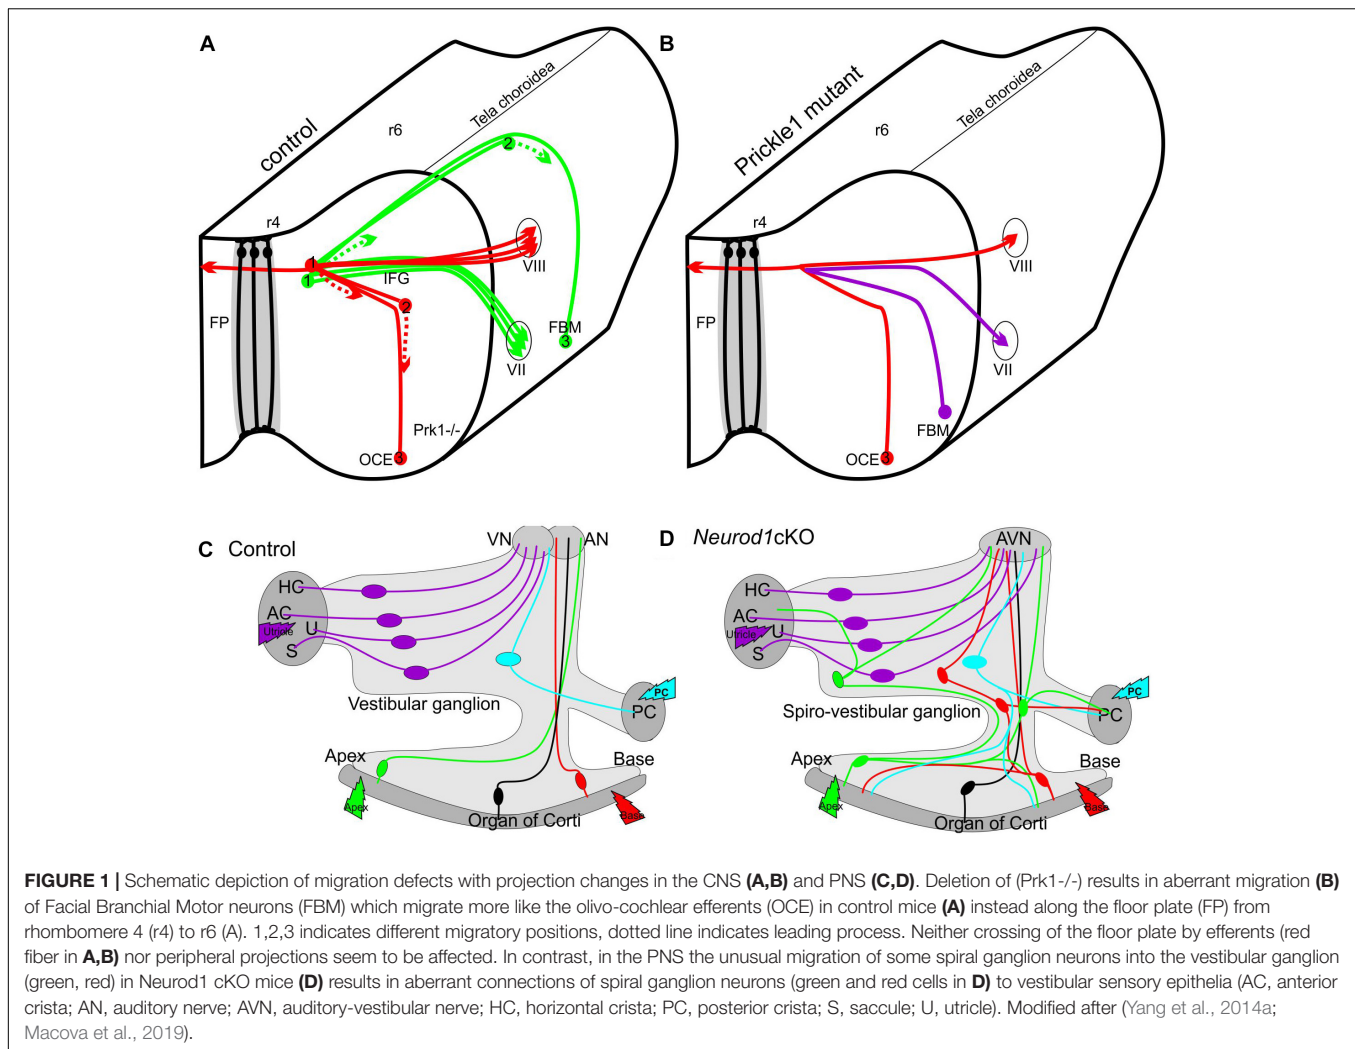 A
control
r6
Tela choroidea
r4
1
1
2
IFG
2
VIII
FP
VII
FBM
3
Prk1-/-
OCE
3
B
Prickle1 mutant
r6
Tela choroidea
r4
VIII
FP
VII
FBM
OCE
3
C Control
VN
AN
HC
AC
U
Utricle
S
Vestibular ganglion
PC
PC
Apex
Base
Apex
Organ of Corti
Base
D Neurod1cKO
AVN
HC
AC
U
Utricle
S
Spiro-vestibular ganglion
PC
PC
Apex
Base
Apex
Organ of Corti
Base
FIGURE 1 | Schematic depiction of migration defects with projection changes in the CNS (A,B) and PNS (C,D). Deletion of (Prk1-/-) results in aberrant migration (B)
of Facial Branchial Motor neurons (FBM) which migrate more like the olivo-cochlear efferents (OCE) in control mice (A) instead along the floor plate (FP) from
rhombomere 4 (r4) to r6 (A). 1,2,3 indicates different migratory positions, dotted line indicates leading process. Neither crossing of the floor plate by efferents (red
fiber in A,B) nor peripheral projections seem to be affected. In contrast, in the PNS the unusual migration of some spiral ganglion neurons into the vestibular ganglion
(green, red) in Neurod1 cKO mice (D) results in aberrant connections of spiral ganglion neurons (green and red cells in D) to vestibular sensory epithelia (AC, anterior
crista; AN, auditory nerve; AVN, auditory-vestibular nerve; HC, horizontal crista; PC, posterior crista; S, saccule; U, utricle). Modified after (Yang et al., 2014a;
Macova et al., 2019).